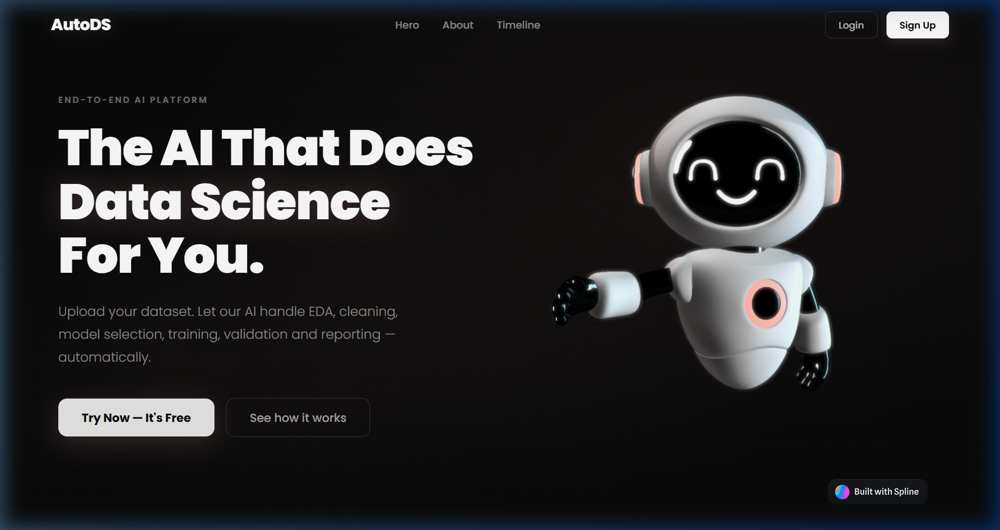 AutoDS
Hero
About
Timeline
Login
Sign Up
END-TO-END AI PLATFORM
The AI That Does
Data Science
For You.
Upload your dataset. Let our AI handle EDA, cleaning,
model selection, training, validation and reporting —
automatically.
Try Now — It's Free
See how it works
Built with Spline